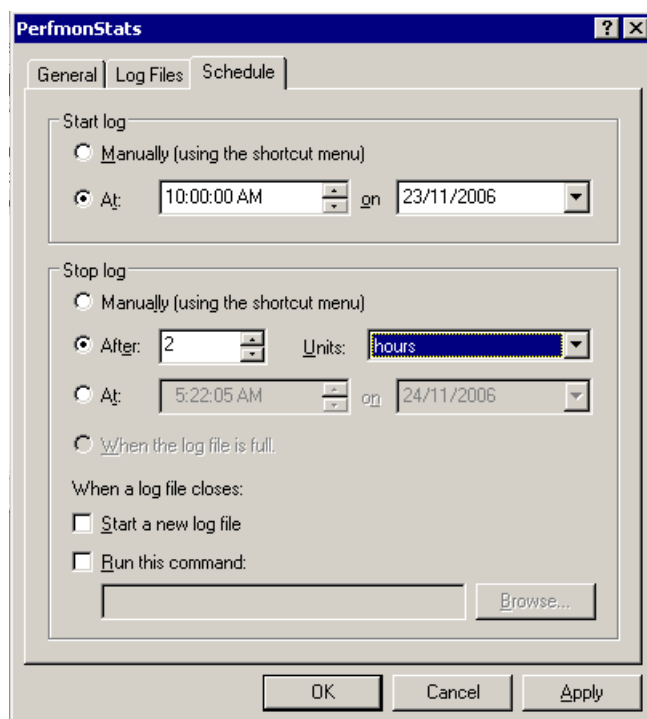 PerfmonStats
General Log Files Schedule
Start log
Manually (using the shortcut menu)
At: 10:00:00 AM on 23/11/2006
Stop log
Manually (using the shortcut menu)
After: 2 Units: hours
At: 5:22:05 AM on 24/11/2006
When the log file is full.
When a log file closes:
Start a new log file
Run this command:
Browse...
OK Cancel Apply